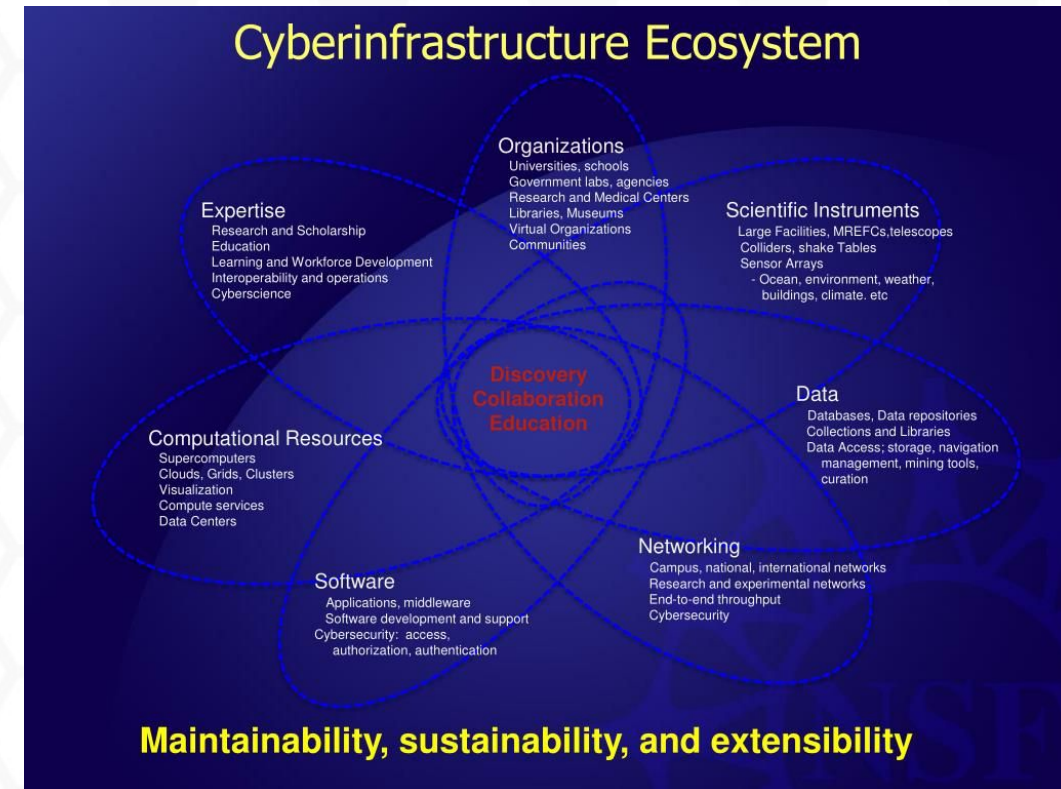 Cyberinfrastructure Ecosystem
Organizations
Universities, schools
Government labs, agencies
Research and Medical Centers
Libraries, Museums
Virtual Organizations
Communities
Expertise
Research and Scholarship
Education
Learning and Workforce Development
Interoperability and operations
Cyberscience
Scientific Instruments
Large Facilities, MREFCs,telescopes
Colliders, shake Tables
Sensor Arrays
- Ocean, environment, weather,
buildings, climate. etc
Discovery
Collaboration
Education
Data
Databases, Data repositories
Collections and Libraries
Data Access; storage, navigation
management, mining tools,
curation
Computational Resources
Supercomputers
Clouds, Grids, Clusters
Visualization
Compute services
Data Centers
Networking
Campus, national, international networks
Research and experimental networks
End-to-end throughput
Cybersecurity
Software
Applications, middleware
Software development and support
Cybersecurity: access,
authorization, authentication
Maintainability, sustainability, and extensibility
NSF